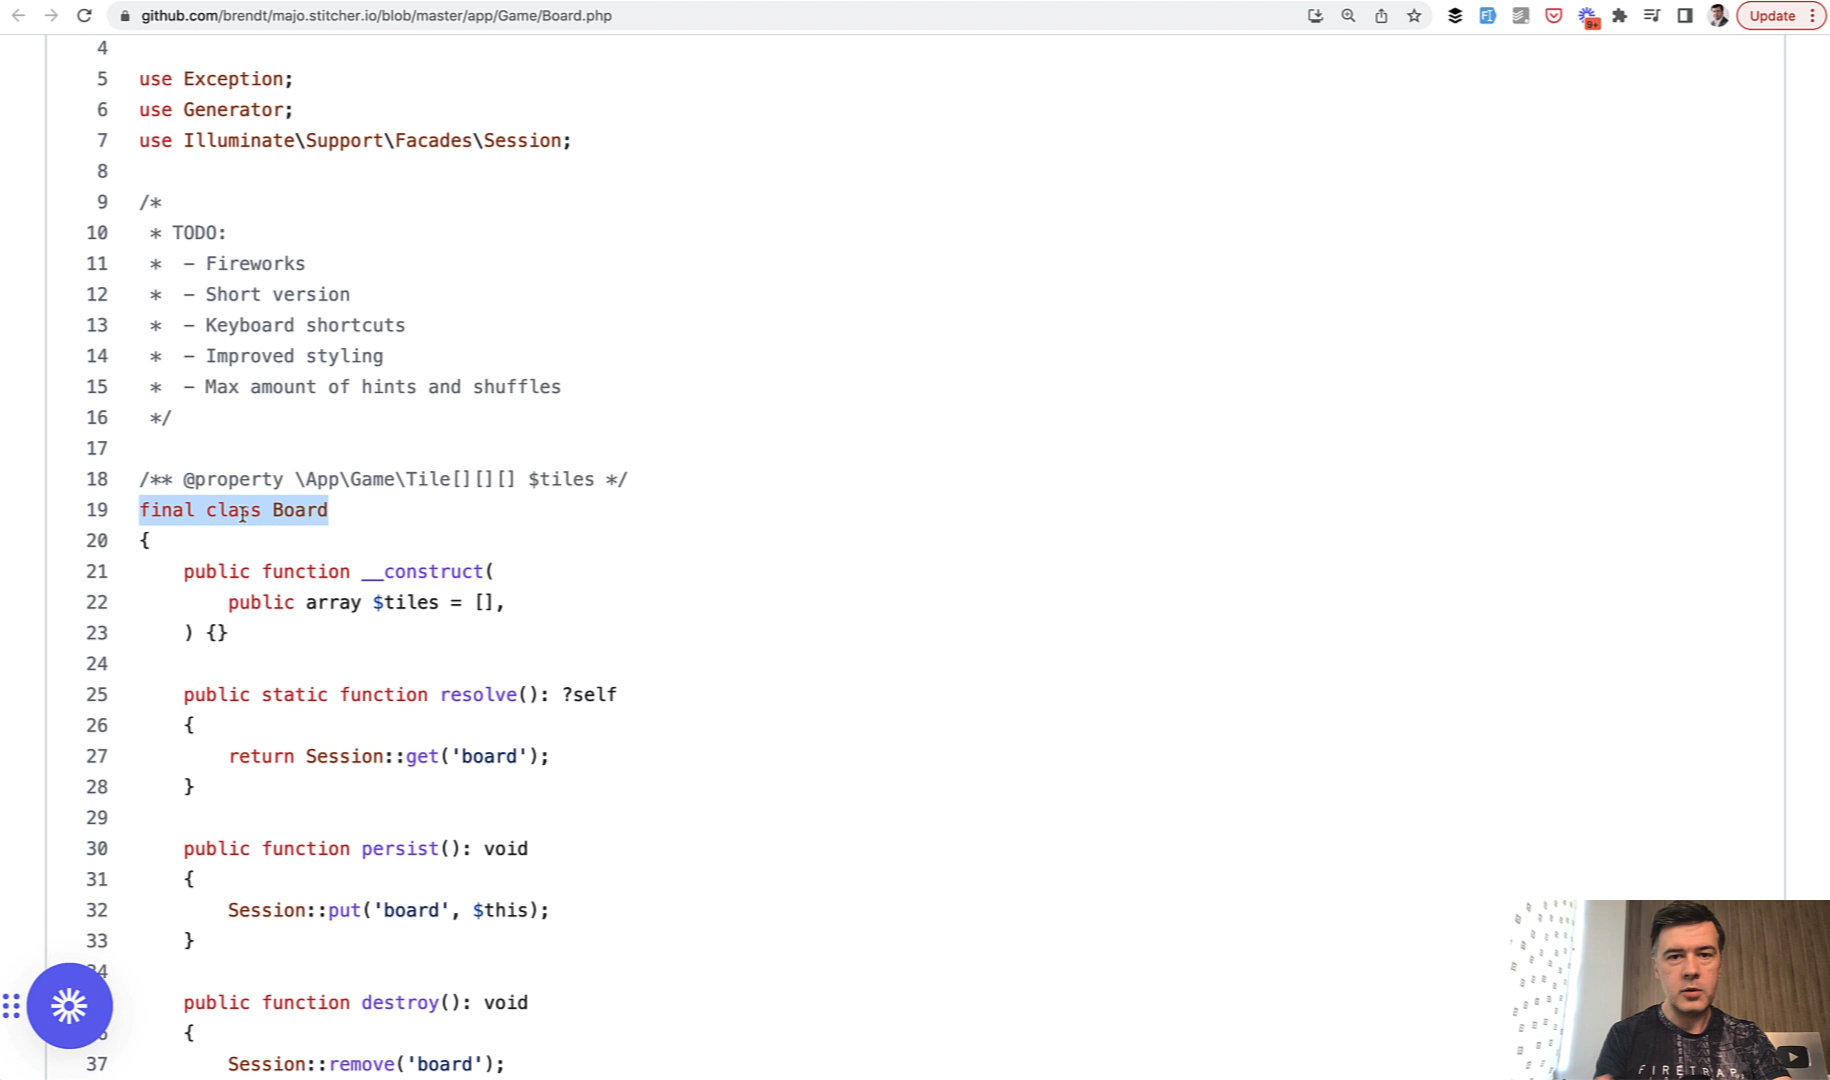 github.com/brendt/majo.stitcher.io/blob/master/app/Game/Board.php
9+
Update
4
5 use Exception;
6 use Generator;
7 use Illuminate\Support\Facades\Session;
8
9 /*
10 * TODO:
11 * – Fireworks
12 * – Short version
13 * – Keyboard shortcuts
14 * – Improved styling
15 * – Max amount of hints and shuffles
16 */
17
18 /** @property \App\Game\Tile[][][] $tiles */
19 final class Board
20 {
21 public function __construct(
22 public array $tiles = [],
23 ) {}
24
25 public static function resolve(): ?self
26 {
27 return Session::get('board');
28 }
29
30 public function persist(): void
31 {
32 Session::put('board', $this);
33 }
34
public function destroy(): void
{
37 Session::remove('board');
FIRETRAP